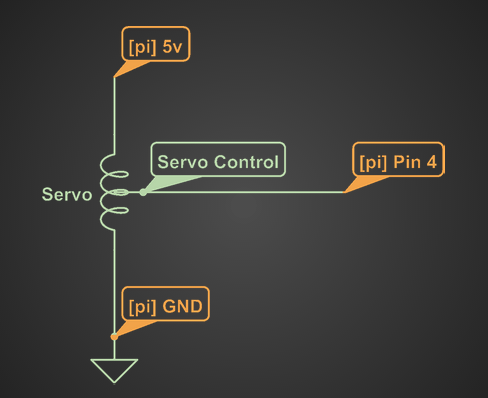 [pi] 5v
Servo Control
[pi] Pin 4
Servo
[pi] GND